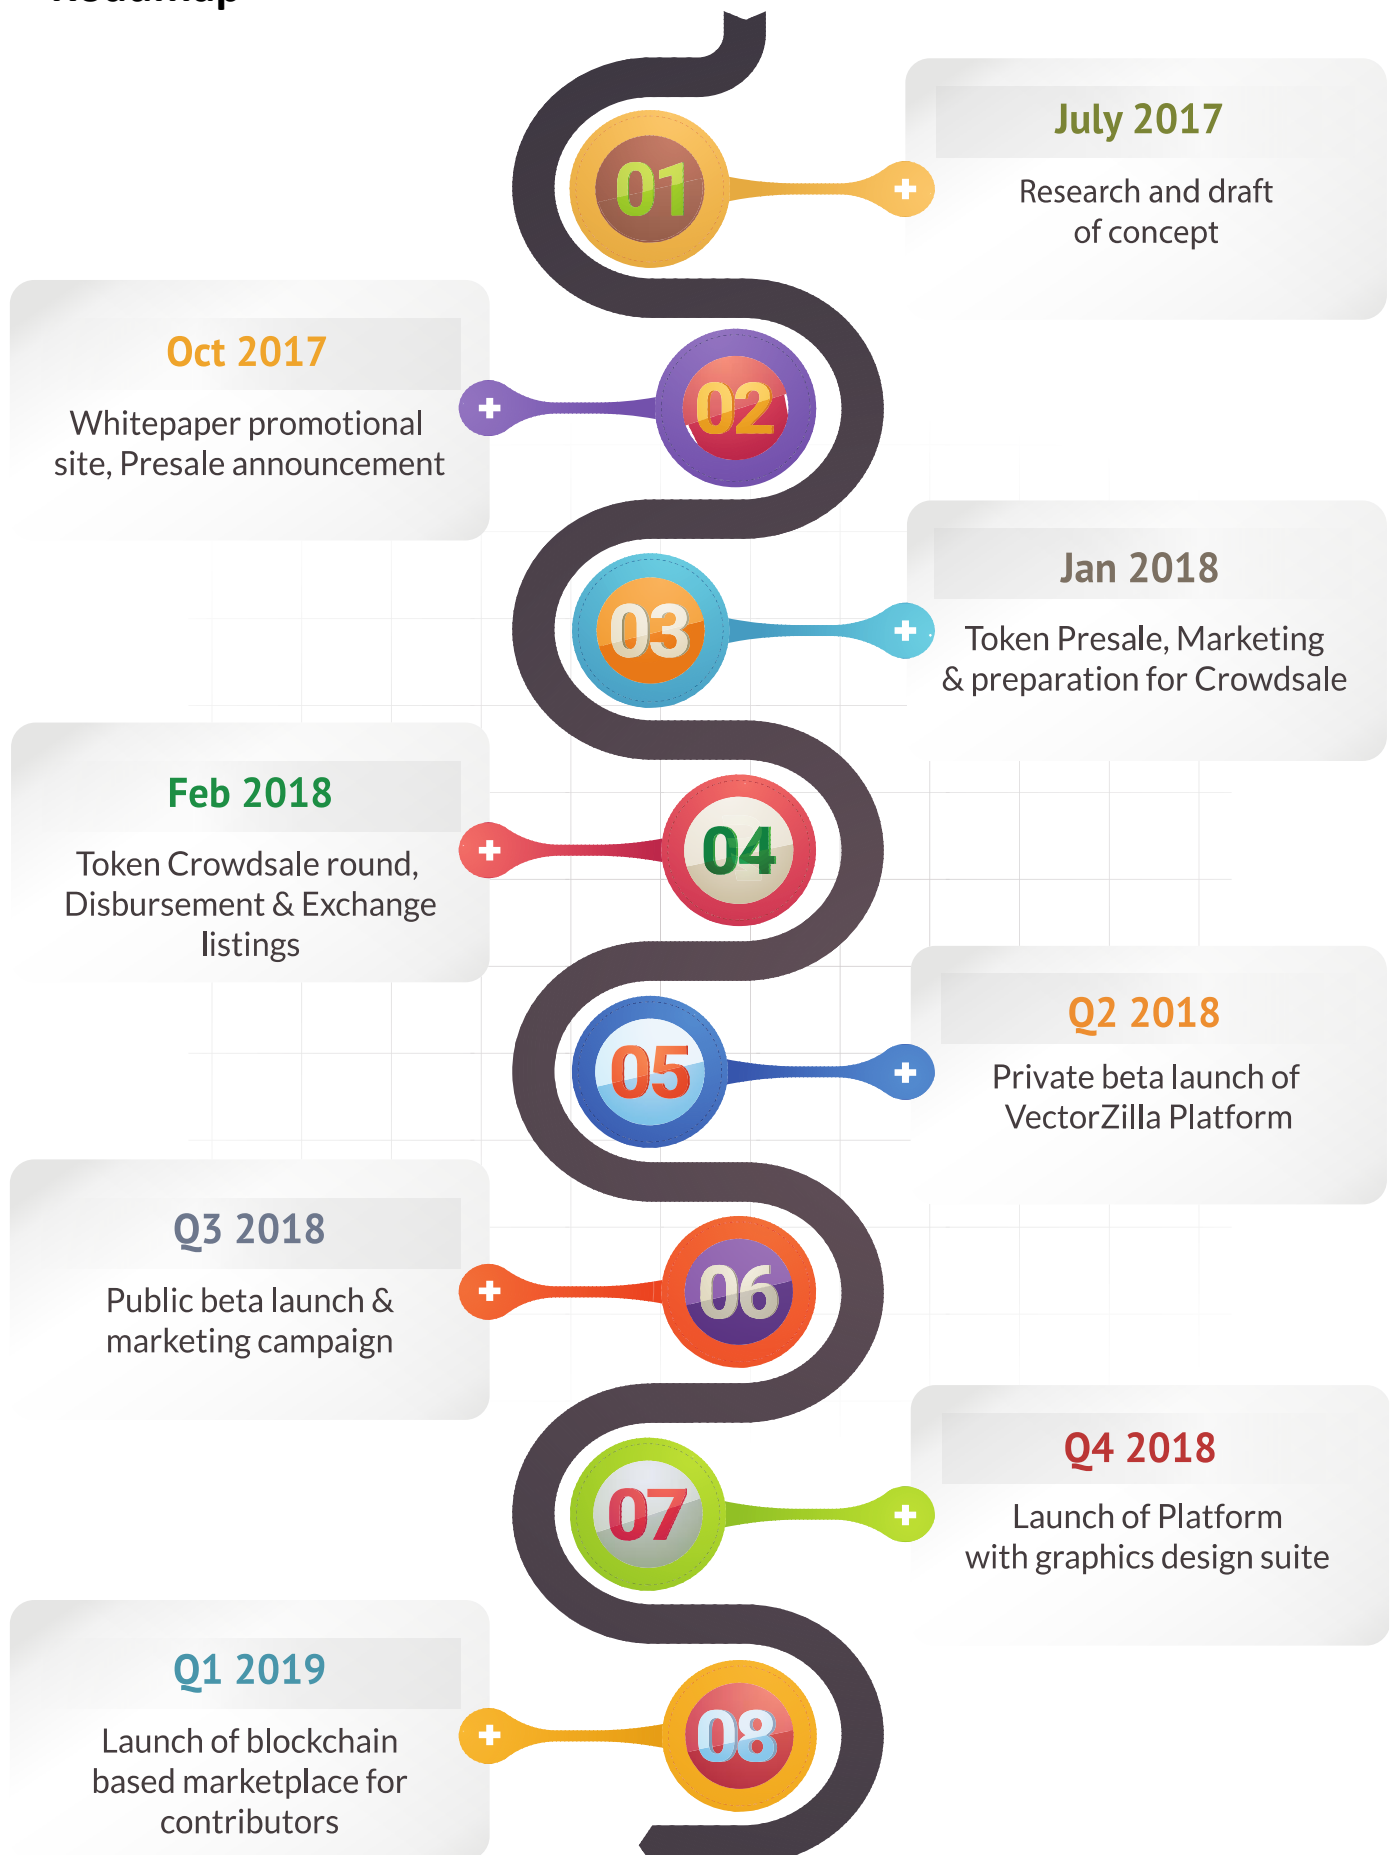 Roadmap
01
July 2017
Research and draft
of concept
Oct 2017
Whitepaper promotional
site, Presale announcement
02
03
Jan 2018
Token Presale, Marketing
& preparation for Crowdsale
Feb 2018
Token Crowdsale round,
Disbursement & Exchange
listings
04
05
Q2 2018
Private beta launch of
VectorZilla Platform
Q3 2018
Public beta launch &
marketing campaign
06
07
Q4 2018
Launch of Platform
with graphics design suite
Q1 2019
Launch of blockchain
based marketplace for
contributors
08